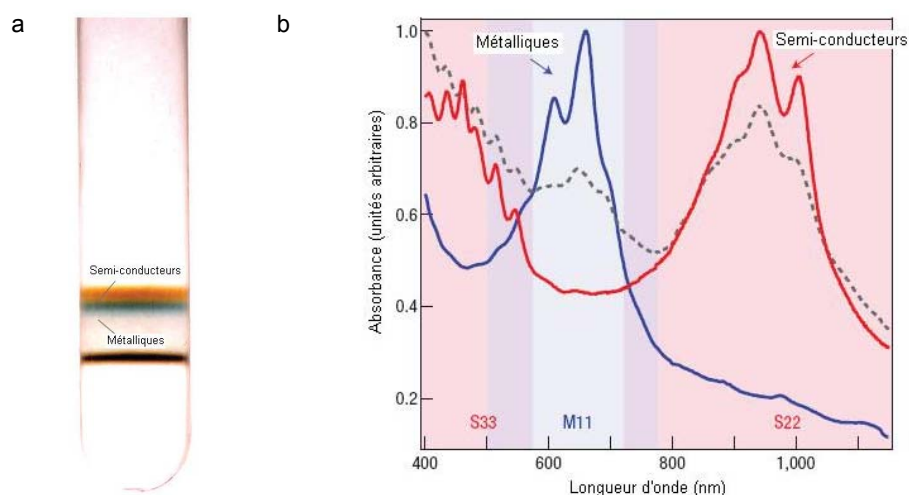 a
Semi-conducteurs
Métalliques
b
Métalliques
Semi-conducteurs
Absorbance (unités arbitraires)
1.0
0.8
0.6
0.4
0.2
S33
M11
S22
400
600
800
1,000
Longueur d'onde (nm)